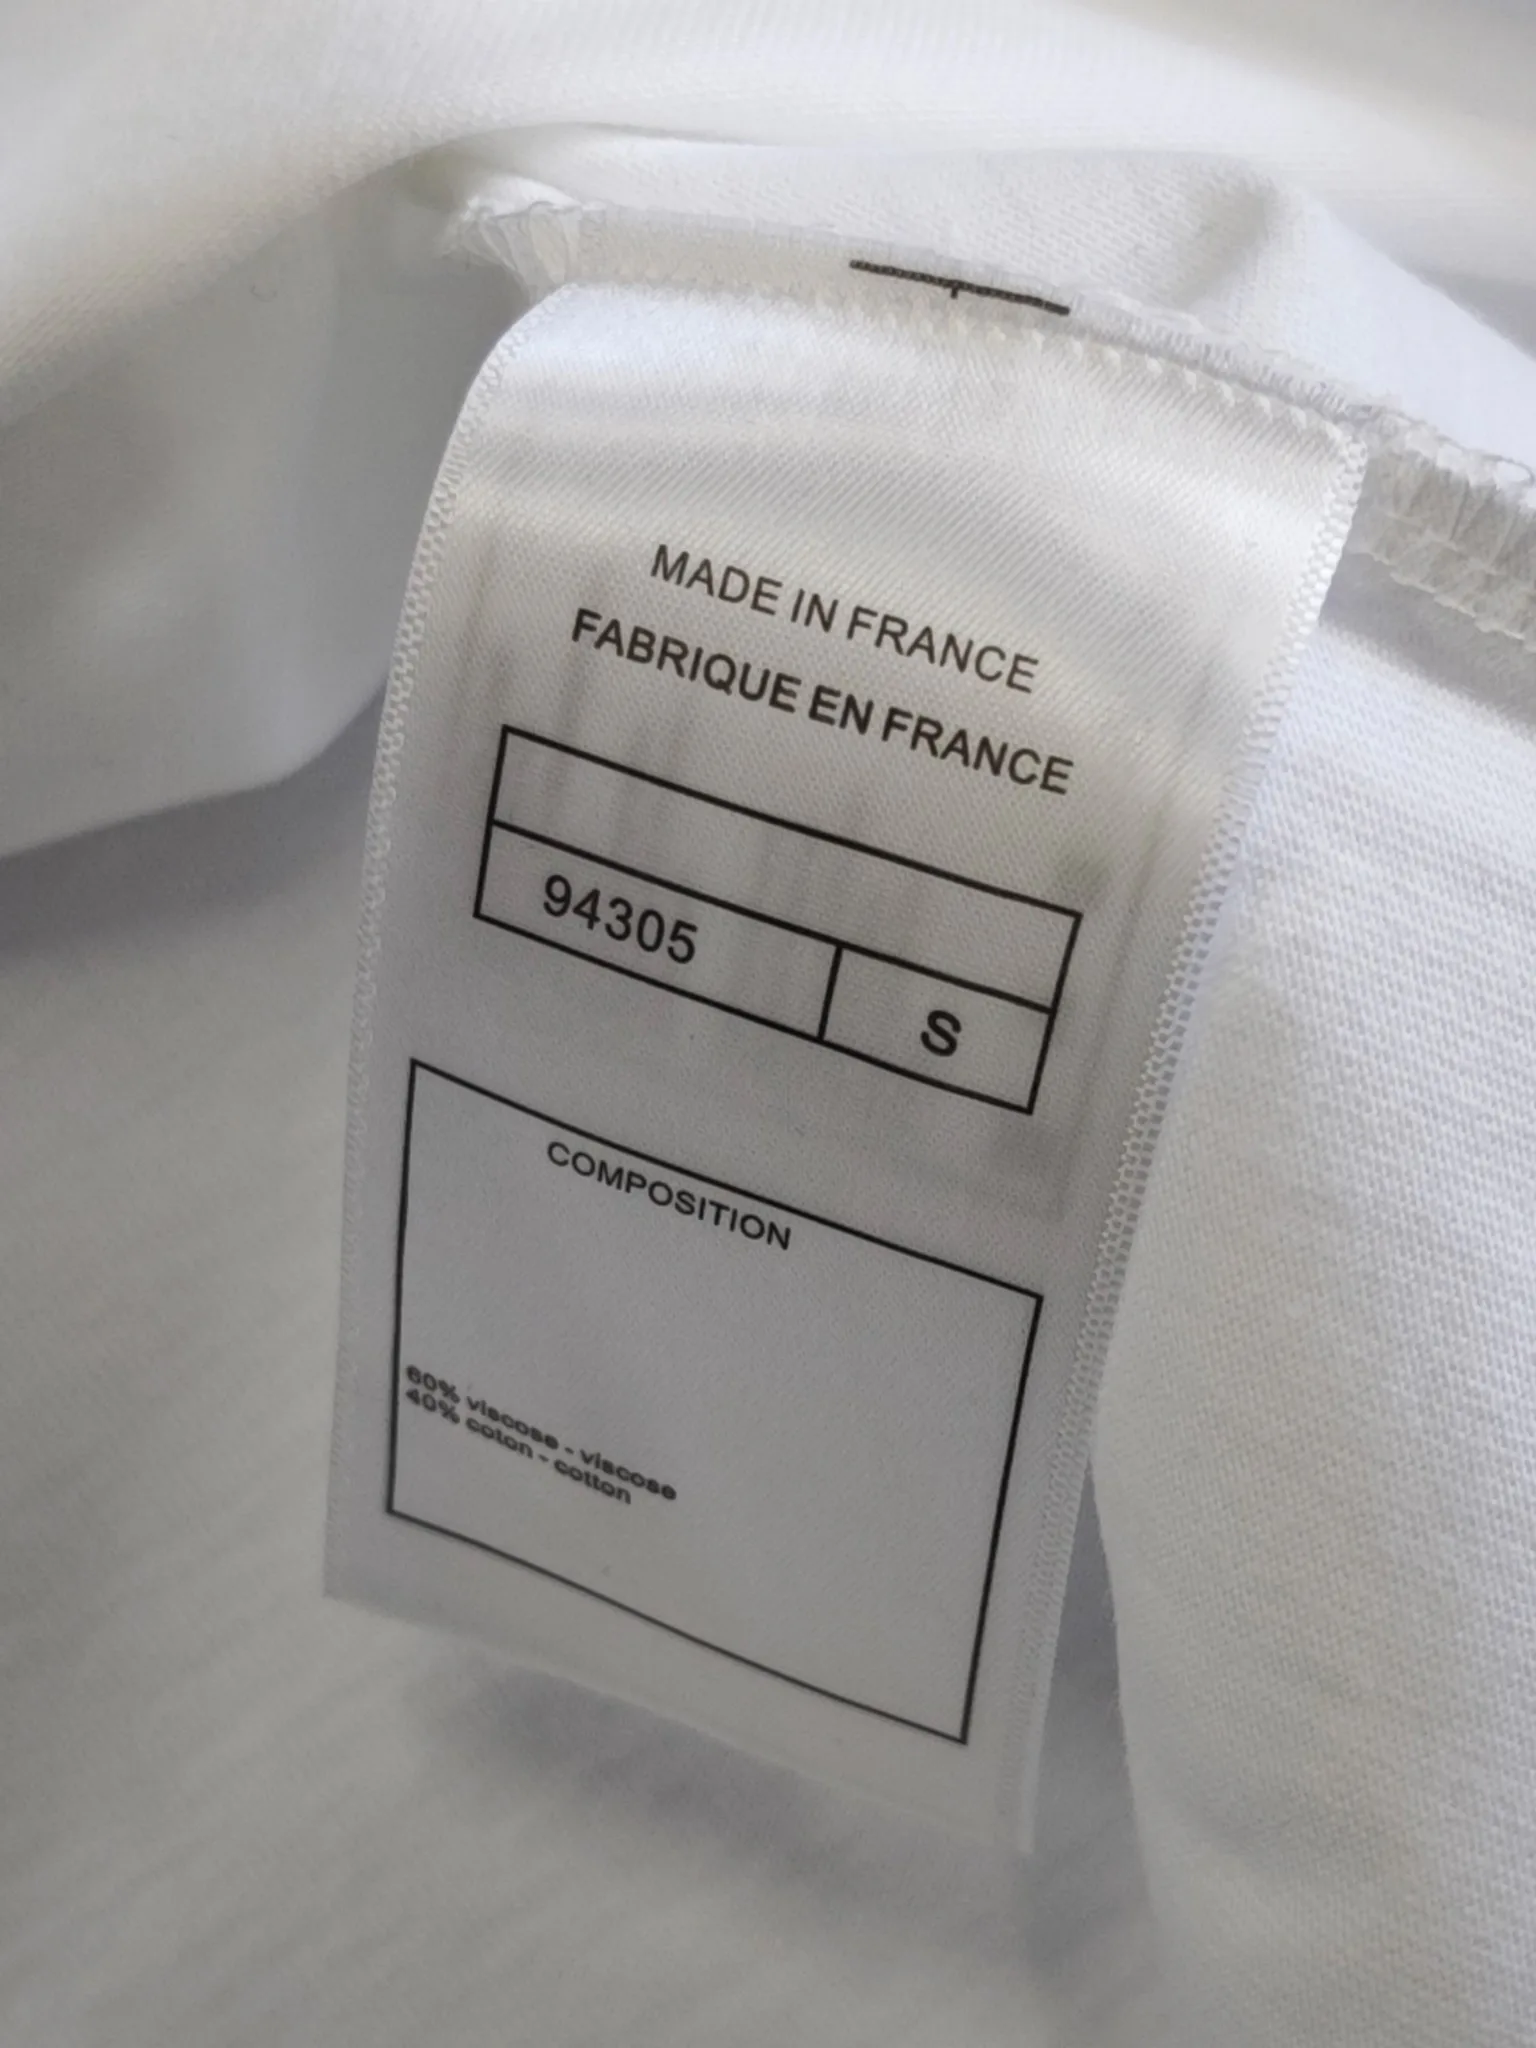 MADE IN FRANCE
FABRIQUE EN FRANCE
94305 S
COMPOSITION
60% viscose - viscose
40% coton - cotton